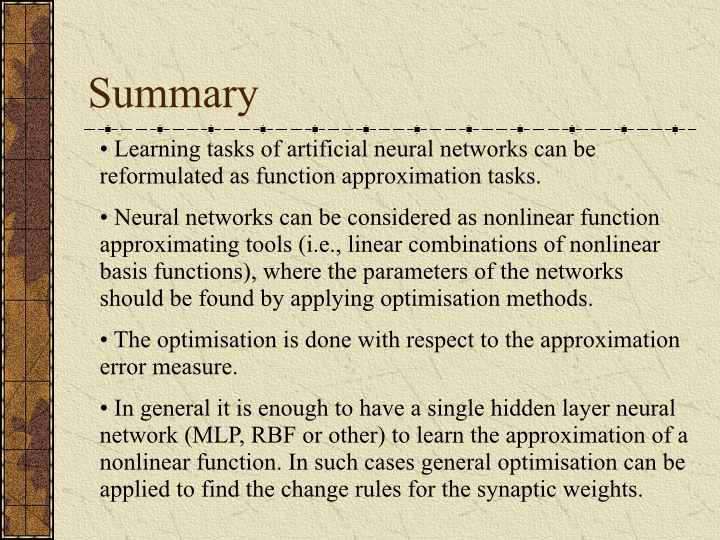 Summary
• Learning tasks of artificial neural networks can be
reformulated as function approximation tasks.
• Neural networks can be considered as nonlinear function
approximating tools (i.e., linear combinations of nonlinear
basis functions), where the parameters of the networks
should be found by applying optimisation methods.
• The optimisation is done with respect to the approximation
error measure.
• In general it is enough to have a single hidden layer neural
network (MLP, RBF or other) to learn the approximation of a
nonlinear function. In such cases general optimisation can be
applied to find the change rules for the synaptic weights.